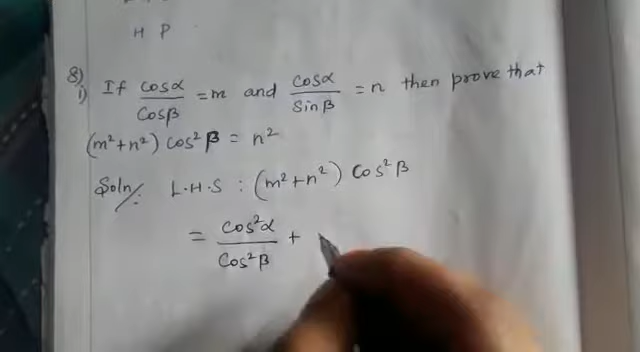 H P
8)
i) If cosα/cosβ = m and cosα/sinβ = n then prove that
(m²+n²) cos²β = n²
Soln/: L.H.S : (m²+n²) cos²β
= cos²α/cos²β +